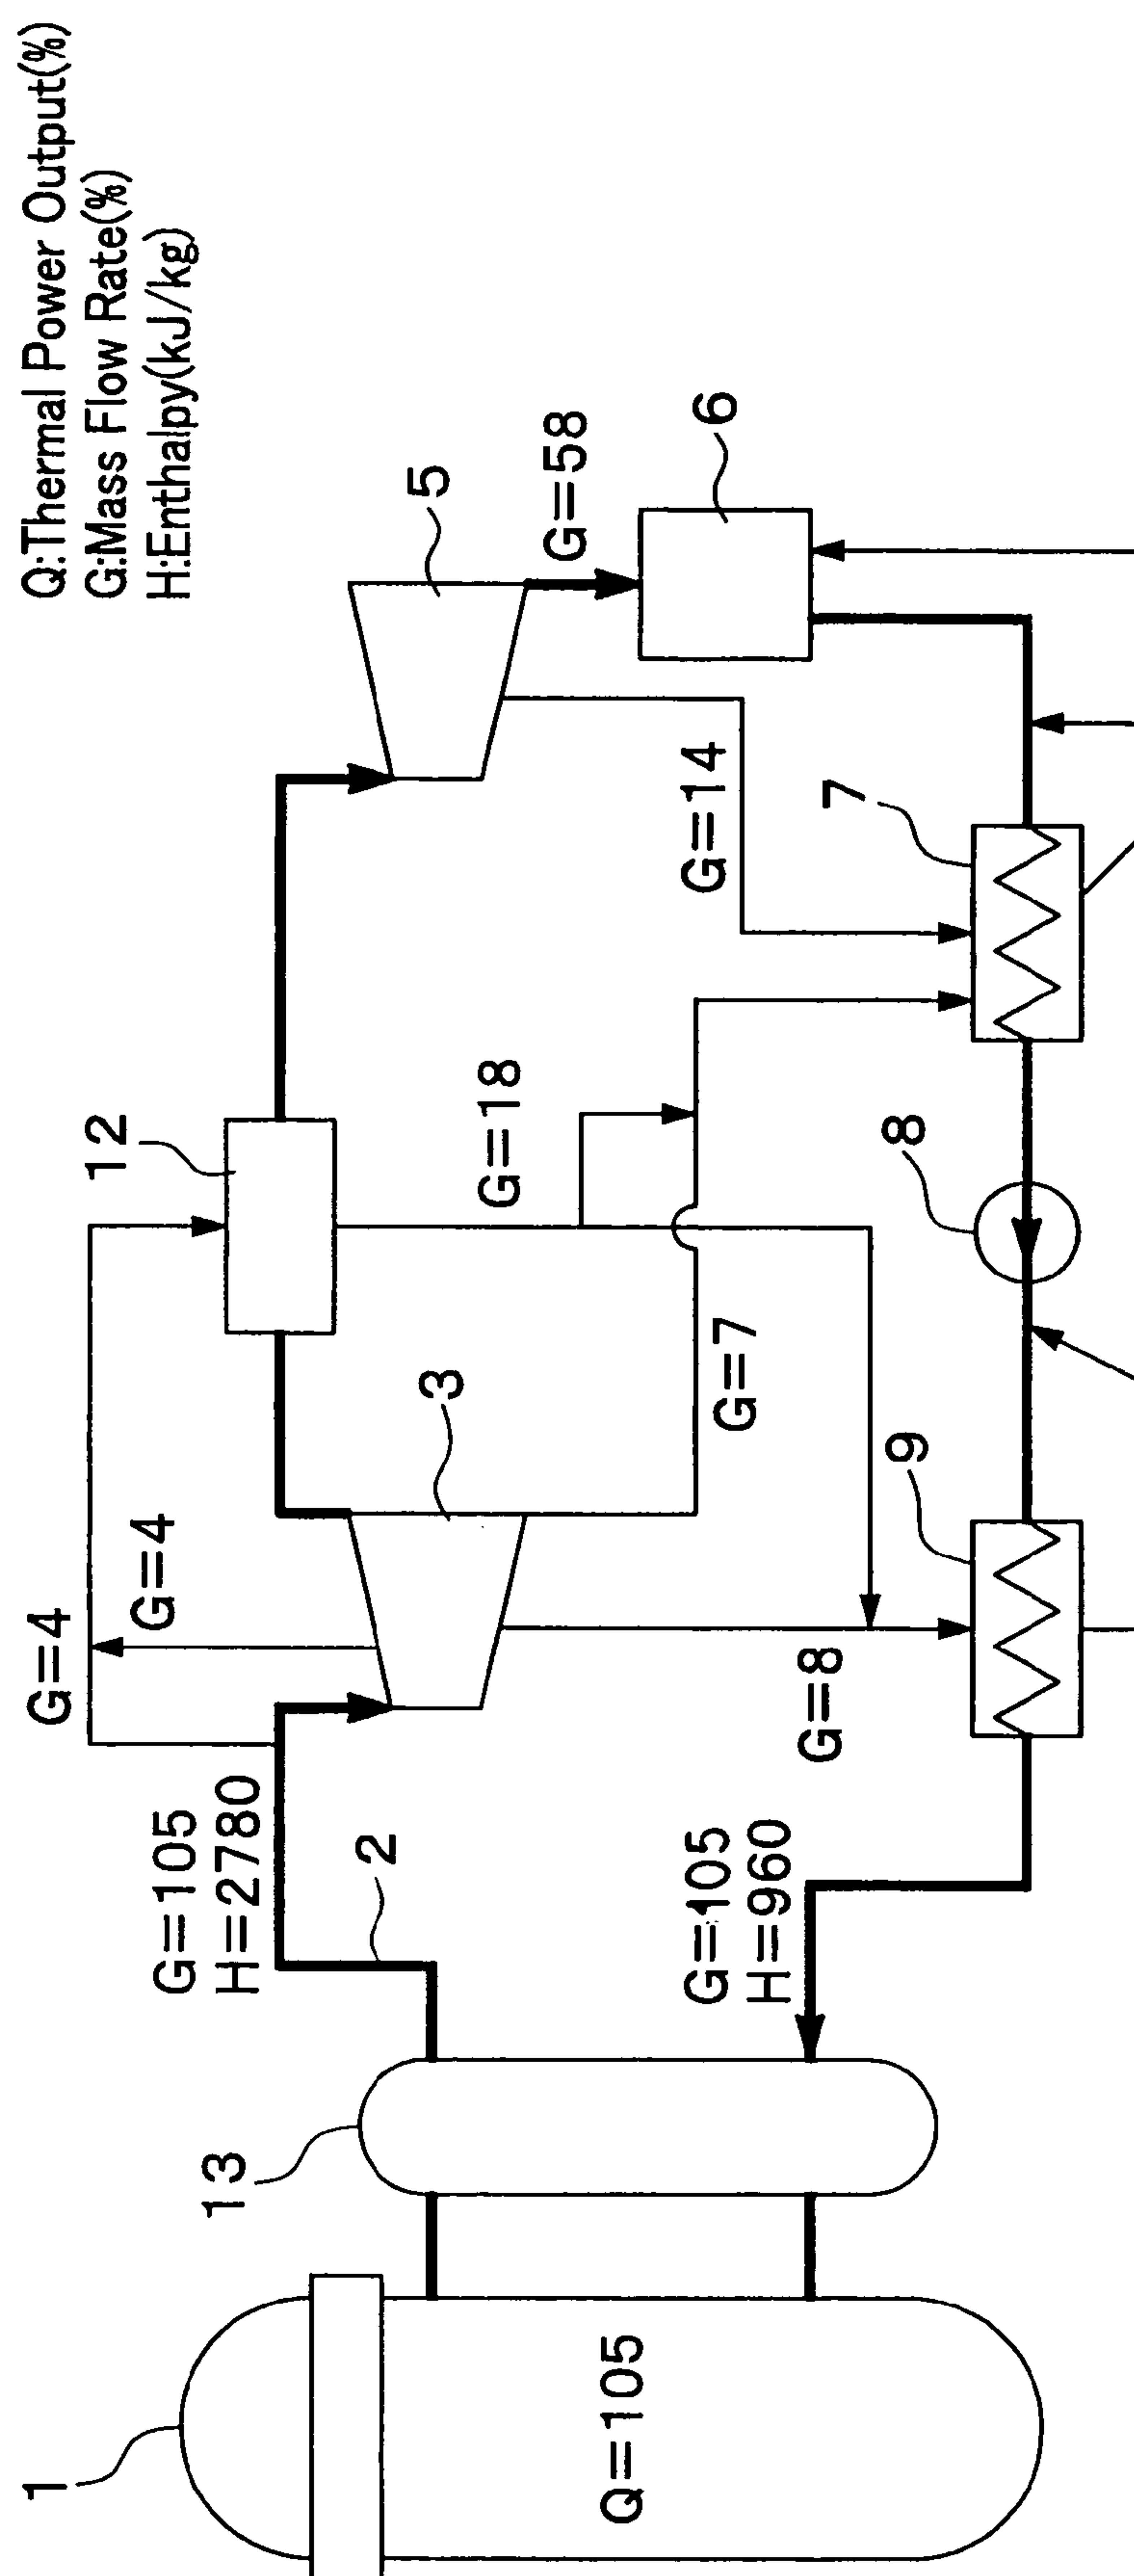 Q:Thermal Power Output(%)
G:Mass Flow Rate(%)
H:Enthalpy(kJ/kg)
G=4
G=4
12
G=105
H=2780
2
3
5
G=58
6
G=18
G=14
G=7
7
8
9
G=8
G=105
H=960
13
1
Q=105